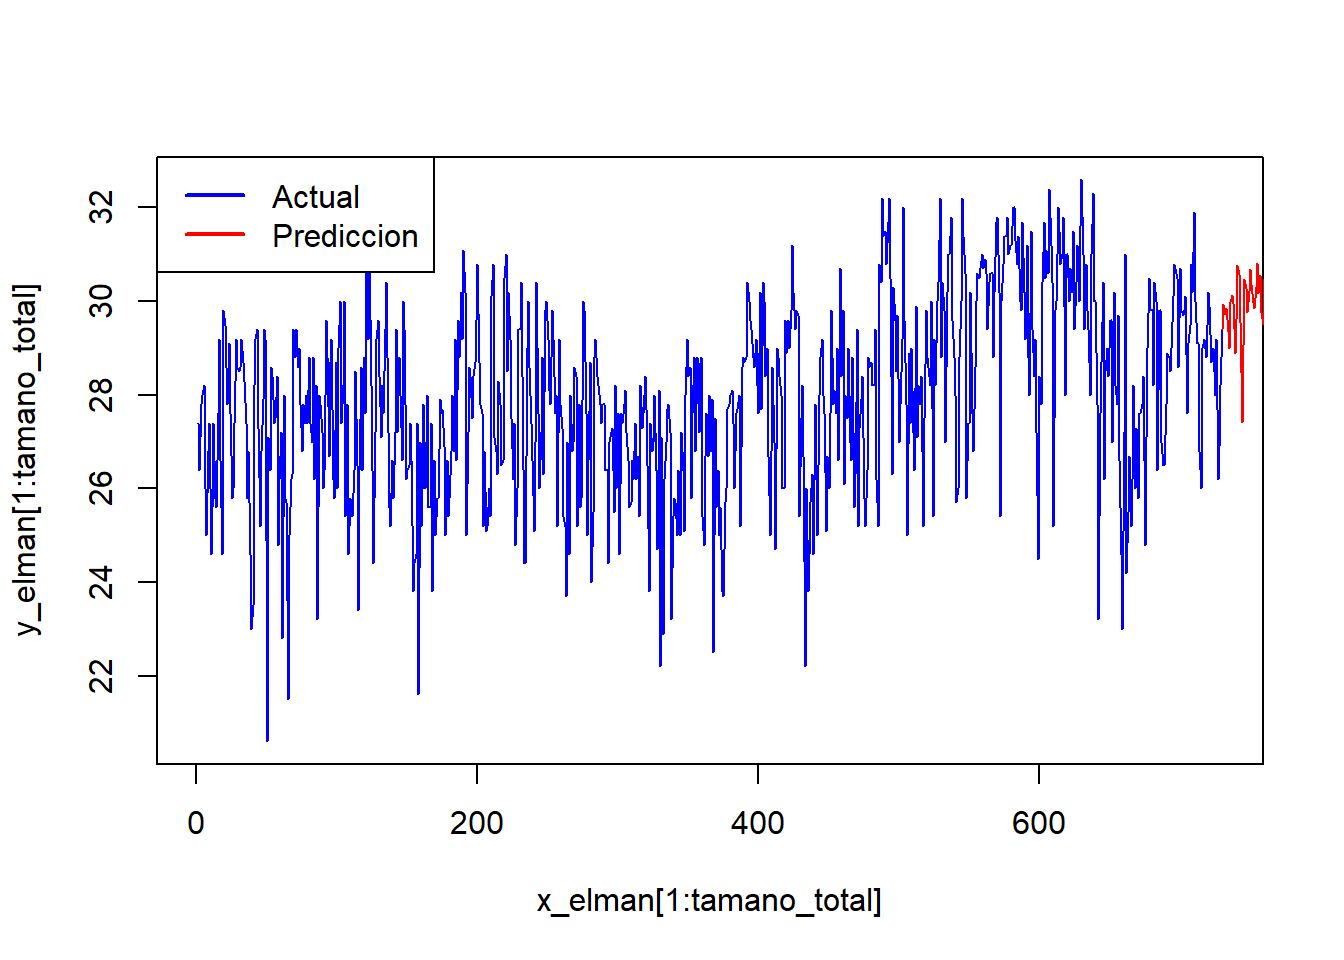 Actual
Prediccion
32
30
28
26
24
22
y_elman[1:tamano_total]
0 200 400 600
x_elman[1:tamano_total]